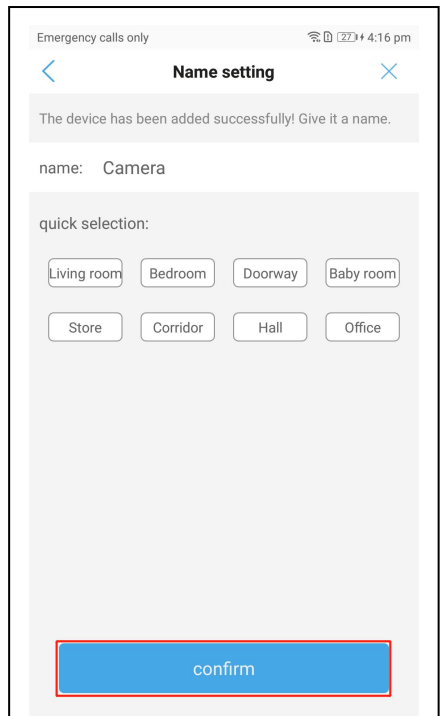 Emergency calls only 27 4:16 pm
Name setting
The device has been added successfully! Give it a name.
name: Camera
quick selection:
Living room Bedroom Doorway Baby room
Store Corridor Hall Office
confirm